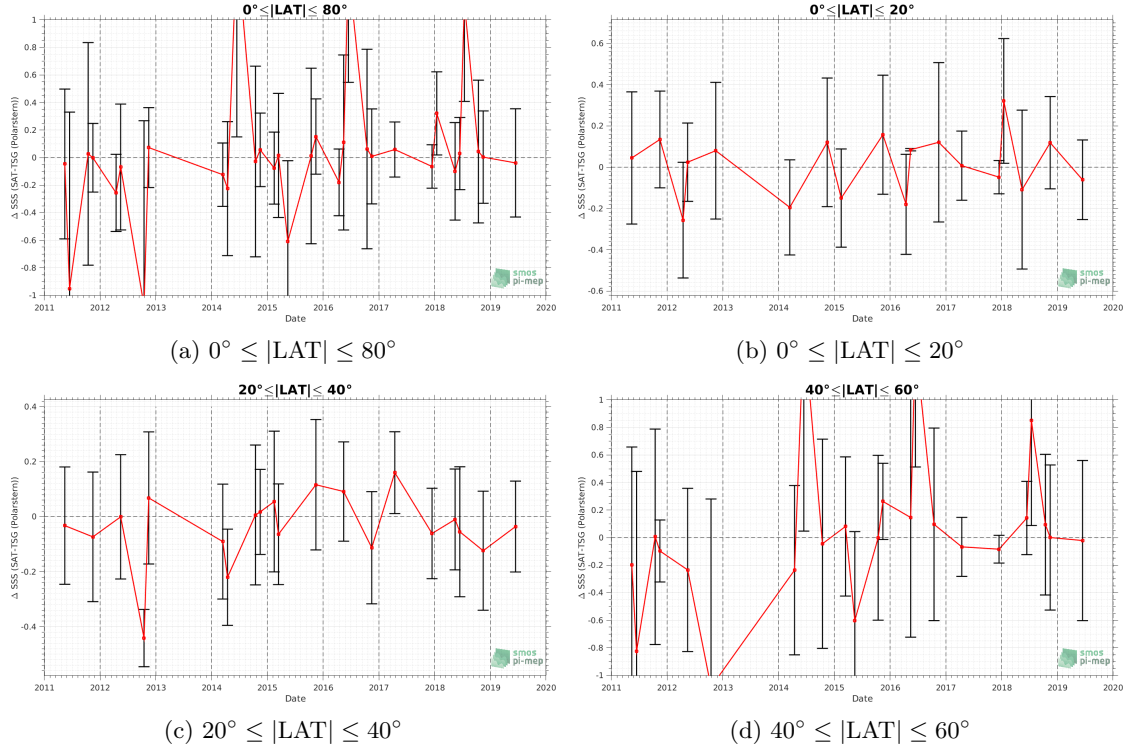 0°≤|LAT|≤ 80°
Δ SSS (SAT-TSG (Polarstern))
1
0.8
0.6
0.4
0.2
0
-0.2
-0.4
-0.6
-0.8
-1
2011 2012 2013 2014 2015 2016 2017 2018 2019 2020
Date
smos
pi-mep
(a) 0° ≤ |LAT| ≤ 80°
0°≤|LAT|≤ 20°
Δ SSS (SAT-TSG (Polarstern))
0.6
0.4
0.2
0
-0.2
-0.4
-0.6
2011 2012 2013 2014 2015 2016 2017 2018 2019 2020
Date
smos
pi-mep
(b) 0° ≤ |LAT| ≤ 20°
20°≤|LAT|≤ 40°
Δ SSS (SAT-TSG (Polarstern))
0.4
0.2
0
-0.2
-0.4
2011 2012 2013 2014 2015 2016 2017 2018 2019 2020
Date
smos
pi-mep
(c) 20° ≤ |LAT| ≤ 40°
40°≤|LAT|≤ 60°
Δ SSS (SAT-TSG (Polarstern))
1
0.8
0.6
0.4
0.2
0
-0.2
-0.4
-0.6
-0.8
-1
2011 2012 2013 2014 2015 2016 2017 2018 2019 2020
Date
smos
pi-mep
(d) 40° ≤ |LAT| ≤ 60°